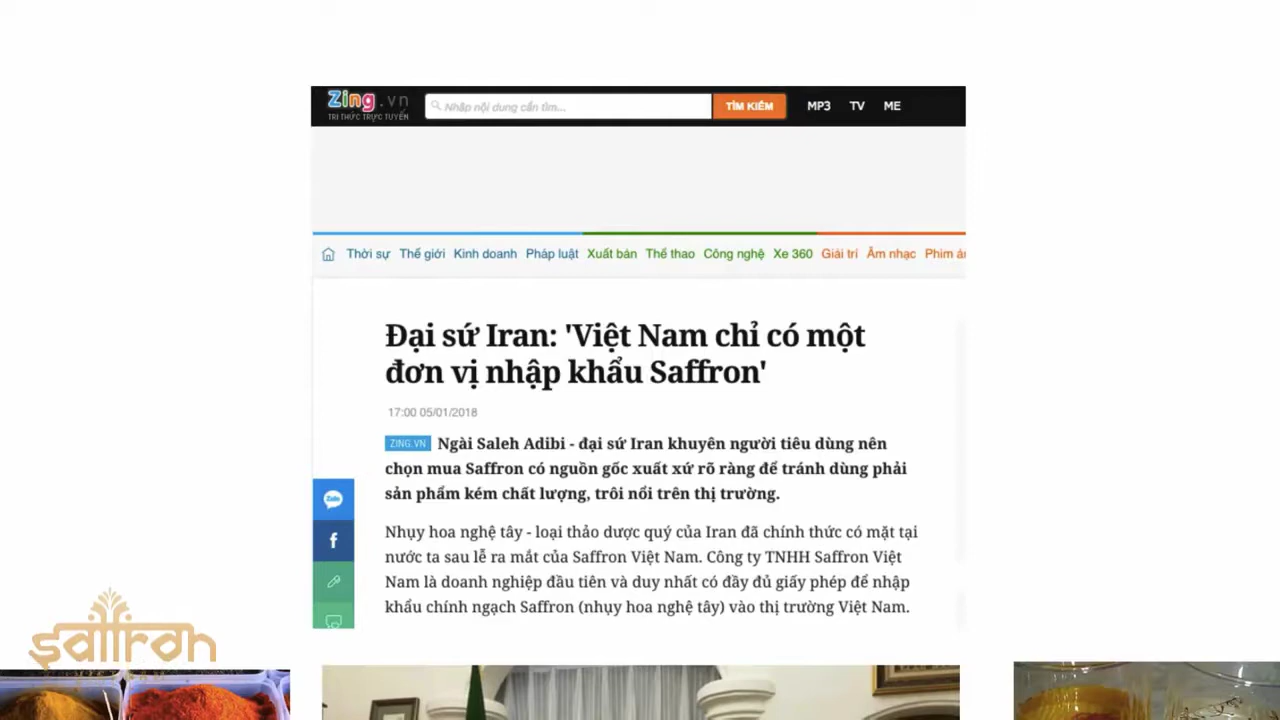 Zing.vn
TRI THỨC TRỰC TUYẾN
Nhập nội dung cần tìm...
TÌM KIẾM
MP3 TV ME
Thời sự Thế giới Kinh doanh Pháp luật Xuất bản Thể thao Công nghệ Xe 360 Giải trí Âm nhạc Phim ả
Đại sứ Iran: 'Việt Nam chỉ có một
đơn vị nhập khẩu Saffron'
17:00 05/01/2018
ZING.VN Ngài Saleh Adibi - đại sứ Iran khuyên người tiêu dùng nên
chọn mua Saffron có nguồn gốc xuất xứ rõ ràng để tránh dùng phải
sản phẩm kém chất lượng, trôi nổi trên thị trường.
Zalo
f
Nhụy hoa nghệ tây - loại thảo dược quý của Iran đã chính thức có mặt tại
nước ta sau lễ ra mắt của Saffron Việt Nam. Công ty TNHH Saffron Việt
Nam là doanh nghiệp đầu tiên và duy nhất có đầy đủ giấy phép để nhập
khẩu chính ngạch Saffron (nhụy hoa nghệ tây) vào thị trường Việt Nam.
saffron